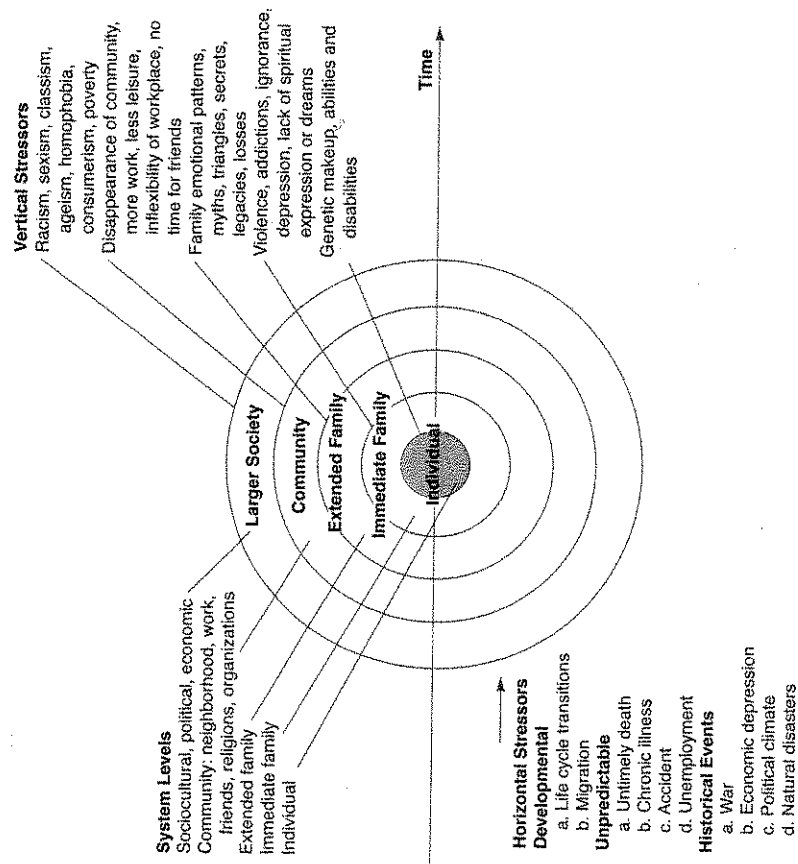 System Levels
Sociocultural, political, economic
Community: neighborhood, work,
friends, religions, organizations
Extended family
Immediate family
Individual
Vertical Stressors
Racism, sexism, classism,
ageism, homophobia,
consumerism, poverty
Disappearance of community,
more work, less leisure,
inflexibility of workplace, no
time for friends
Family emotional patterns,
myths, triangles, secrets,
legacies, losses
Violence, addictions, ignorance,
depression, lack of spiritual
expression or dreams
Genetic makeup, abilities and
disabilities
Larger Society
Community
Extended Family
Immediate Family
Individual
Time
Horizontal Stressors
Developmental
a. Life cycle transitions
b. Migration
Unpredictable
a. Untimely death
b. Chronic illness
c. Accident
d. Unemployment
Historical Events
a. War
b. Economic depression
c. Political climate
d. Natural disasters